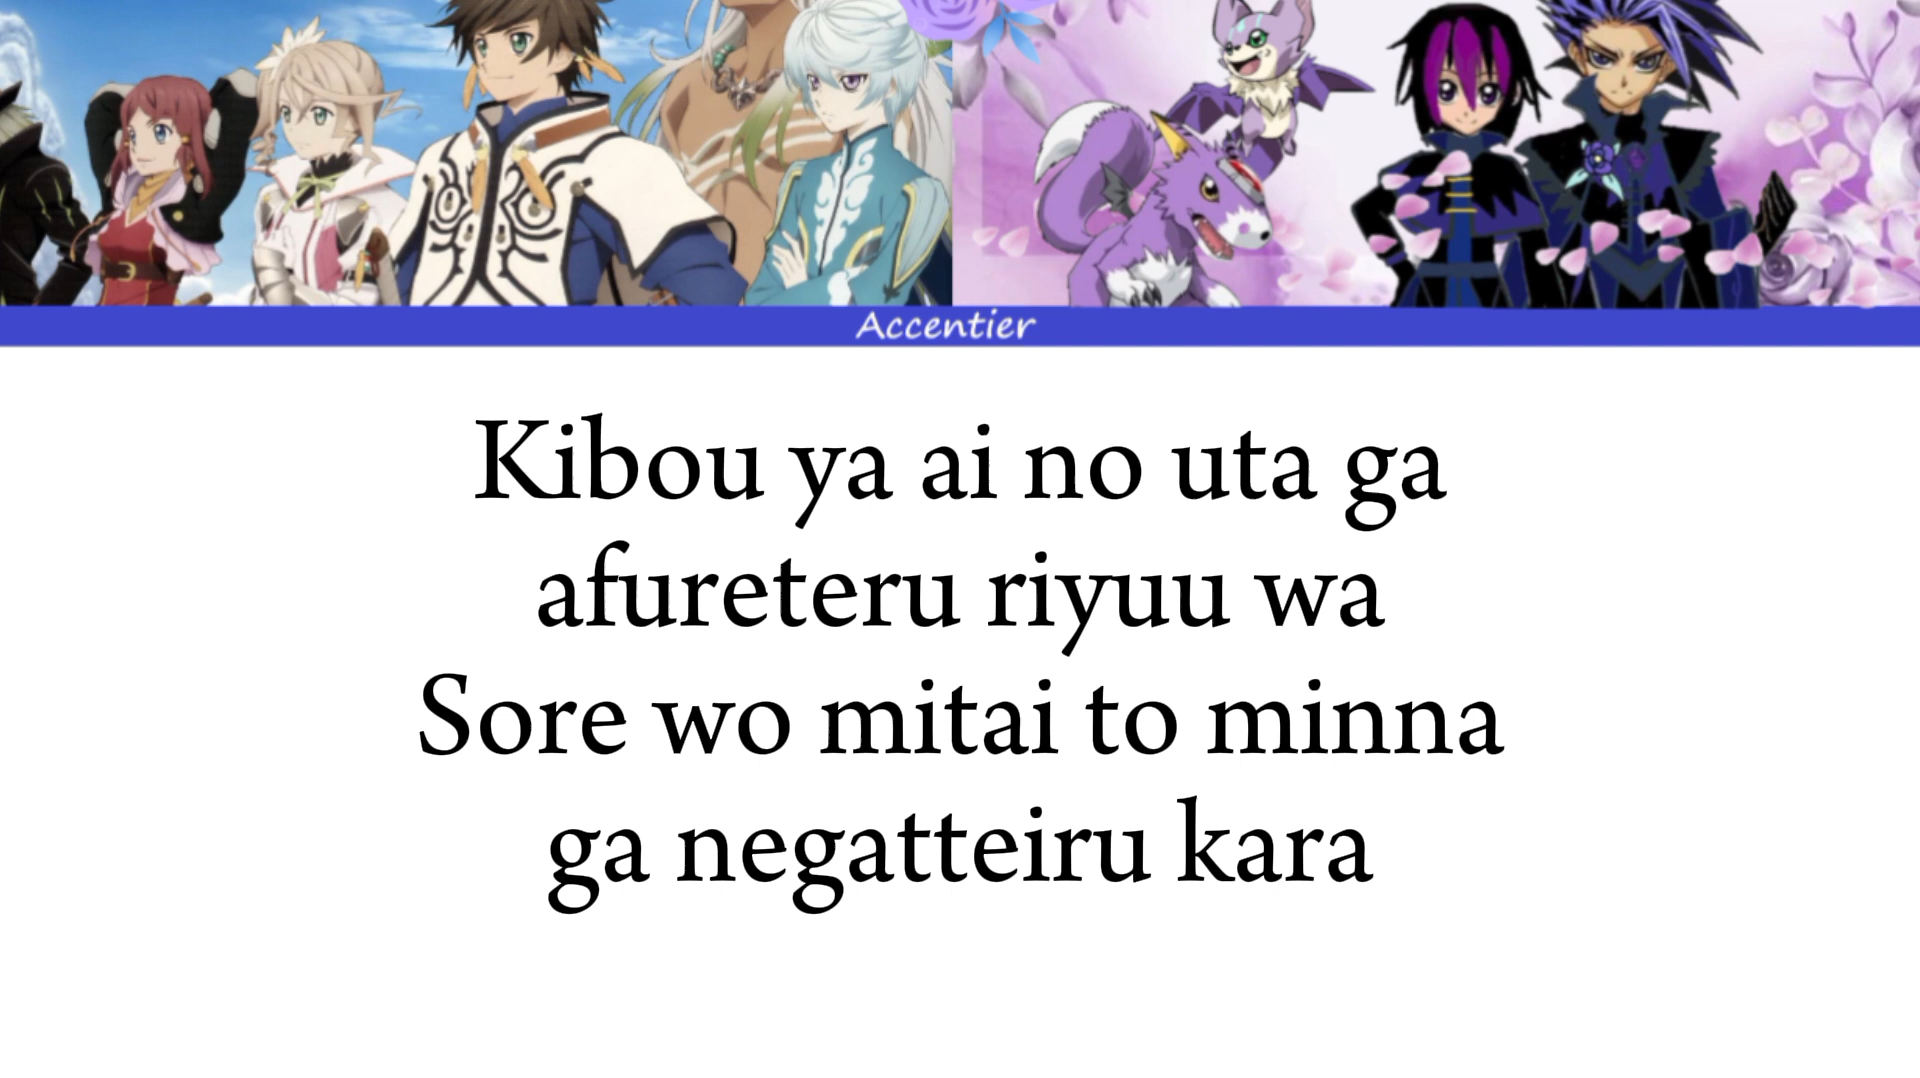 Accentier
Kibou ya ai no uta ga
afureteru riyuu wa
Sore wo mitai to minna
ga negatteiru kara